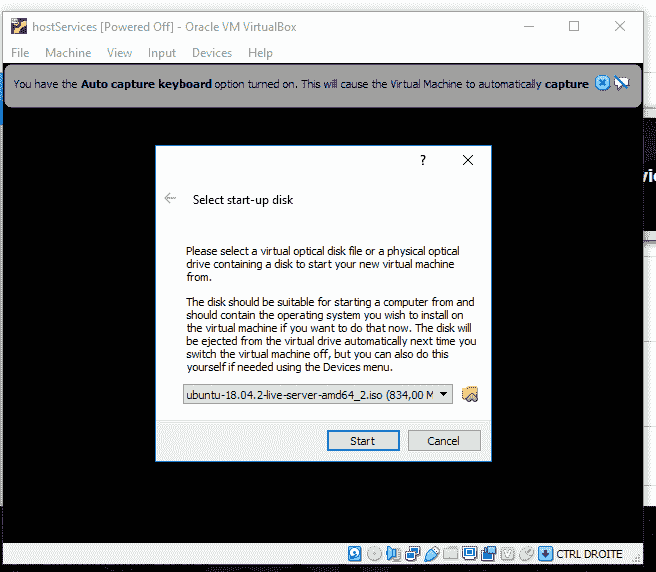 hostServices [Powered Off] - Oracle VM VirtualBox
File Machine View Input Devices Help
You have the Auto capture keyboard option turned on. This will cause the Virtual Machine to automatically capture
?
Select start-up disk
Please select a virtual optical disk file or a physical optical
drive containing a disk to start your new virtual machine
from.
The disk should be suitable for starting a computer from and
should contain the operating system you wish to install on
the virtual machine if you want to do that now. The disk will
be ejected from the virtual drive automatically next time you
switch the virtual machine off, but you can also do this
yourself if needed using the Devices menu.
ubuntu-18.04.2-live-server-amd64_2.iso (834,00 M
Start Cancel
CTRL DROITE